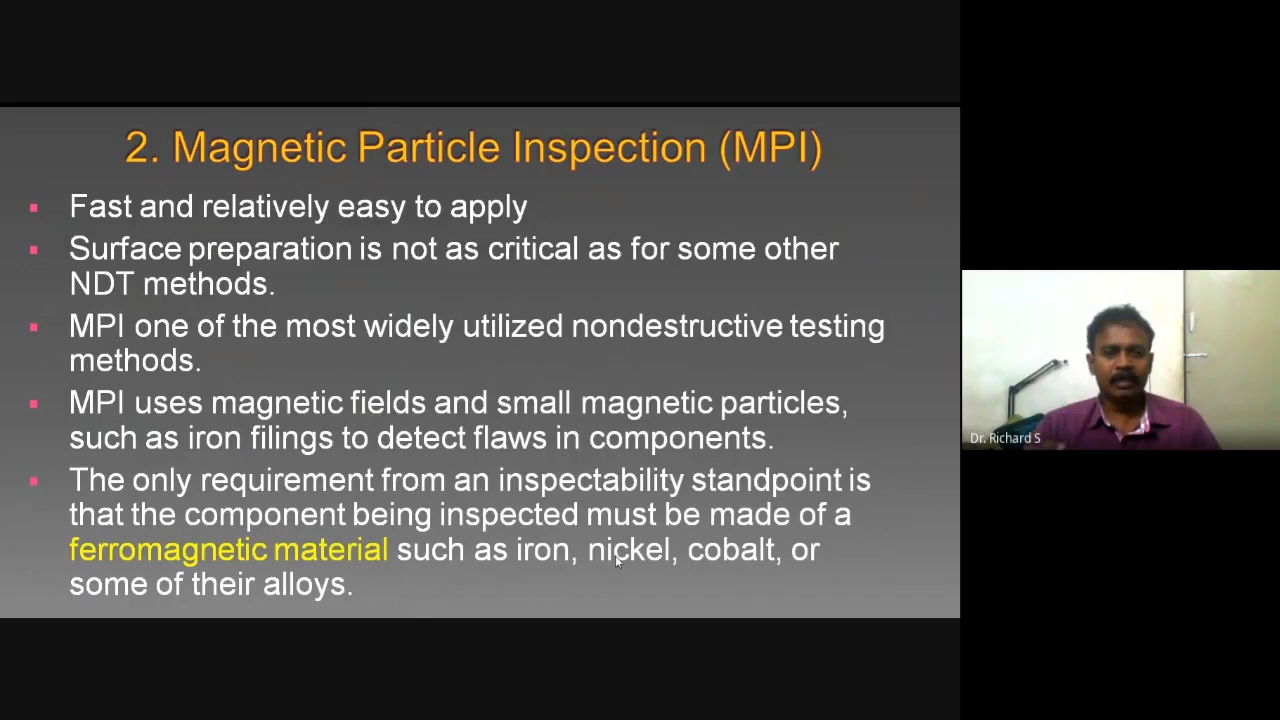 2. Magnetic Particle Inspection (MPI)
▪ Fast and relatively easy to apply
▪ Surface preparation is not as critical as for some other
NDT methods.
▪ MPI one of the most widely utilized nondestructive testing
methods.
▪ MPI uses magnetic fields and small magnetic particles,
such as iron filings to detect flaws in components.
▪ The only requirement from an inspectability standpoint is
that the component being inspected must be made of a
ferromagnetic material such as iron, nickel, cobalt, or
some of their alloys.
Dr. Richard S